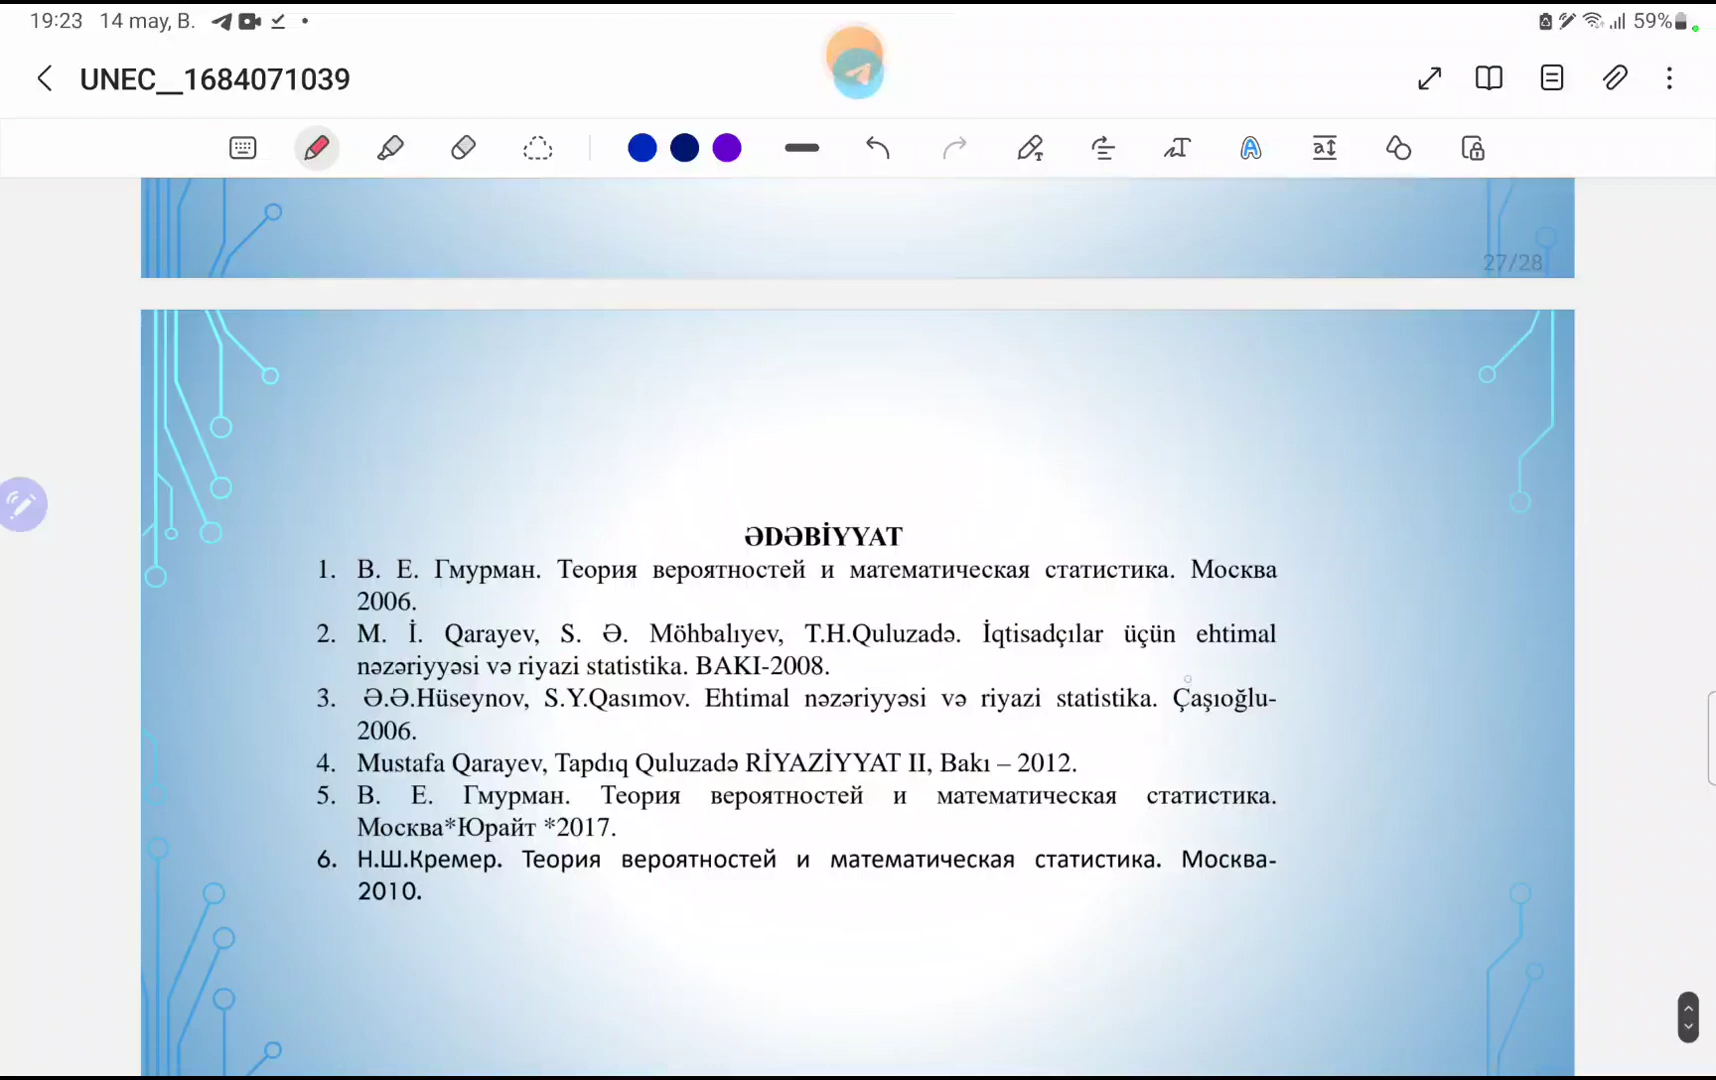 19:23 14 may, B.
59%
UNEC__1684071039
27/28
ƏDƏBİYYAT
1. В. Е. Гмурман. Теория вероятностей и математическая статистика. Москва
2006.
2. M. İ. Qarayev, S. Ə. Möhbalıyev, T.H.Quluzadə. İqtisadçılar üçün ehtimal
nəzəriyyəsi və riyazi statistika. BAKI-2008.
3. Ə.Ə.Hüseynov, S.Y.Qasımov. Ehtimal nəzəriyyəsi və riyazi statistika. Çaşıoğlu-
2006.
4. Mustafa Qarayev, Tapdıq Quluzadə RİYAZİYYAT II, Bakı – 2012.
5. В. Е. Гмурман. Теория вероятностей и математическая статистика.
Москва*Юрайт *2017.
6. Н.Ш.Кремер. Теория вероятностей и математическая статистика. Москва-
2010.